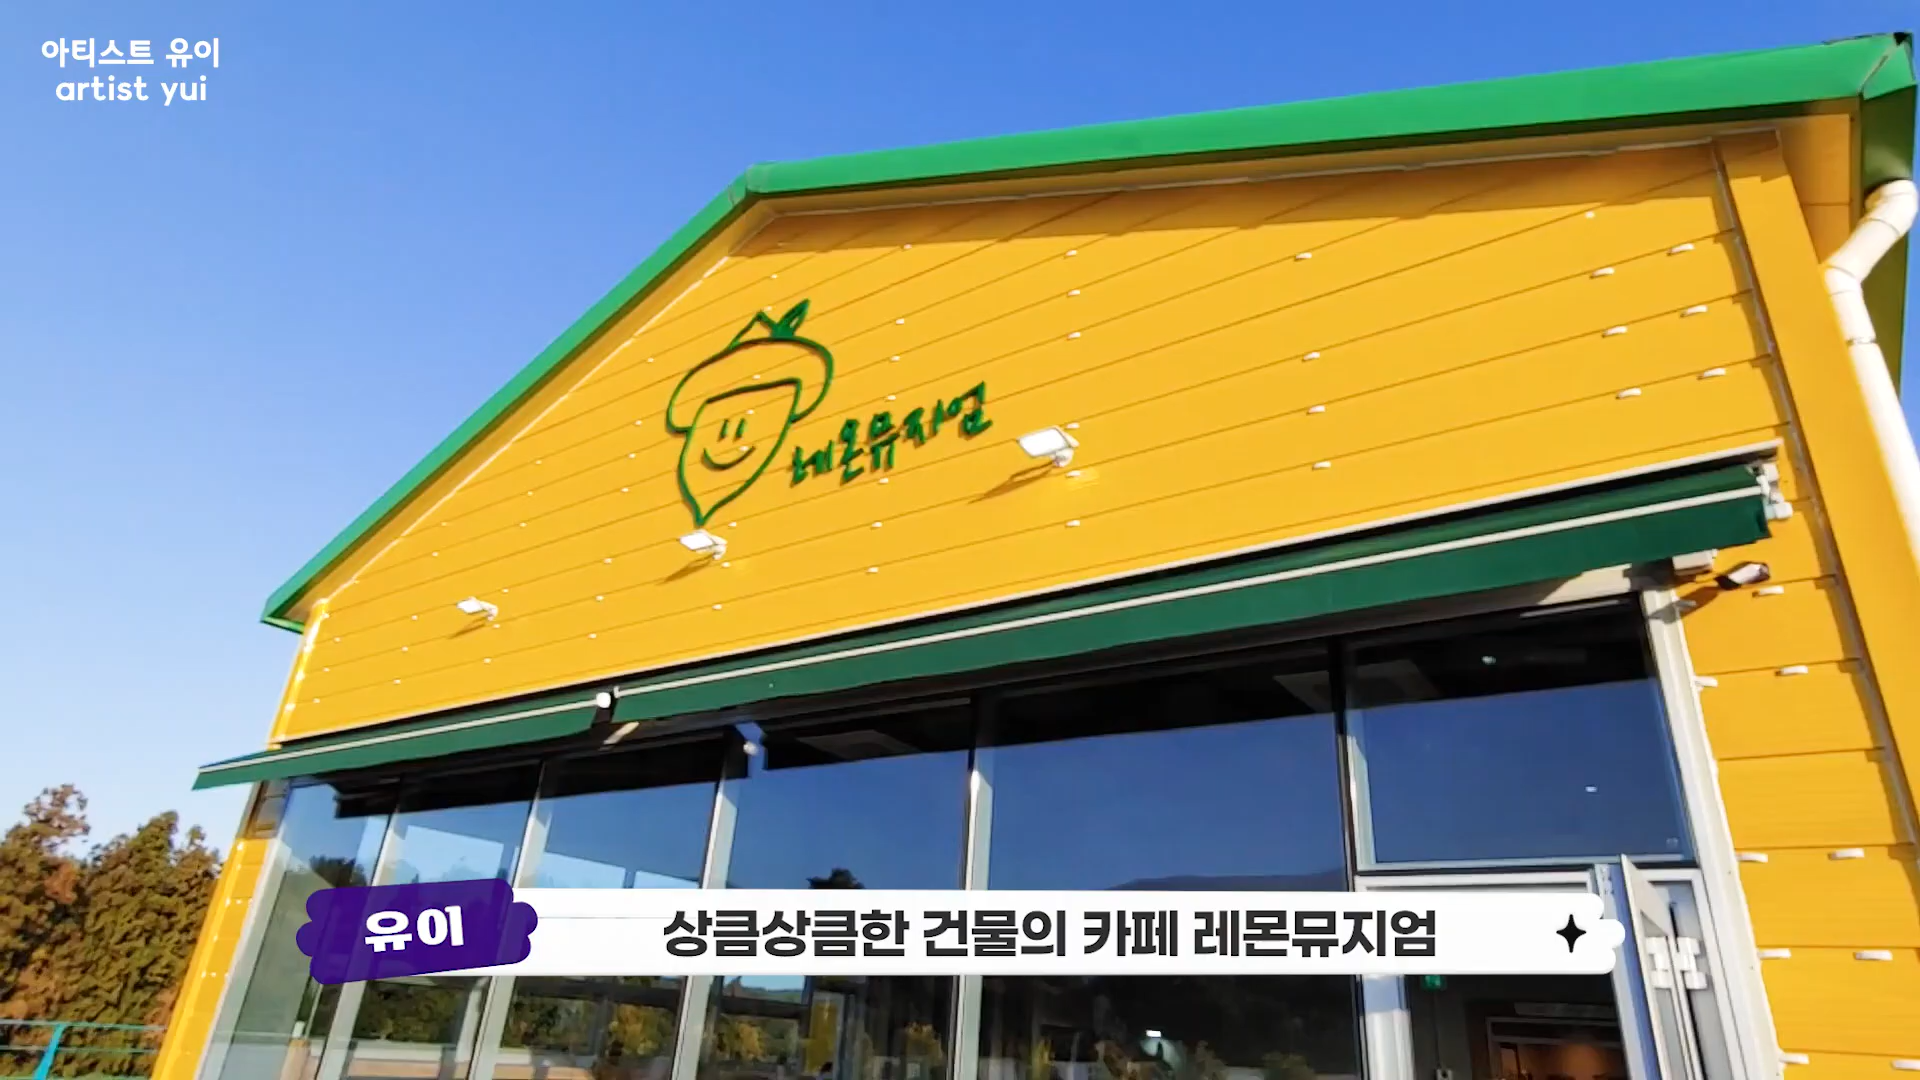 아티스트 유이
artist yui
레몬뮤지엄
유이
상큼상큼한 건물의 카페 레몬뮤지엄